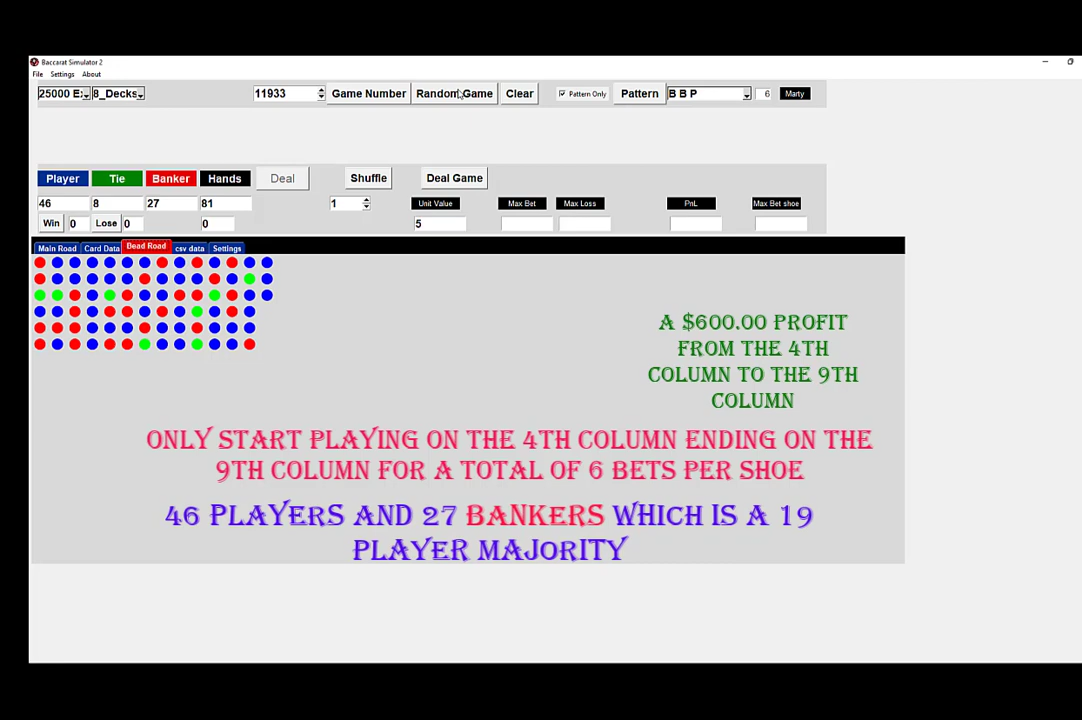 Baccarat Simulator 2
File Settings About
25000 E: 8_Decks 11933 Game Number Random Game Clear Pattern Only Pattern B B P 6 Marty
Player Tie Banker Hands Deal Shuffle Deal Game
46 8 27 81 1 Unit Value Max Bet Max Loss PnL Max Bet shoe
Win 0 Lose 0 0 5
Main Road Card Data Bead Road csv data Settings
A $600.00 PROFIT
FROM THE 4TH
COLUMN TO THE 9TH
COLUMN
ONLY START PLAYING ON THE 4TH COLUMN ENDING ON THE
9TH COLUMN FOR A TOTAL OF 6 BETS PER SHOE
46 PLAYERS AND 27 BANKERS WHICH IS A 19
PLAYER MAJORITY